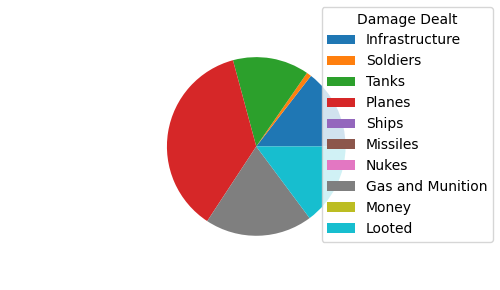 Damage Dealt
Infrastructure
Soldiers
Tanks
Planes
Ships
Missiles
Nukes
Gas and Munition
Money
Looted